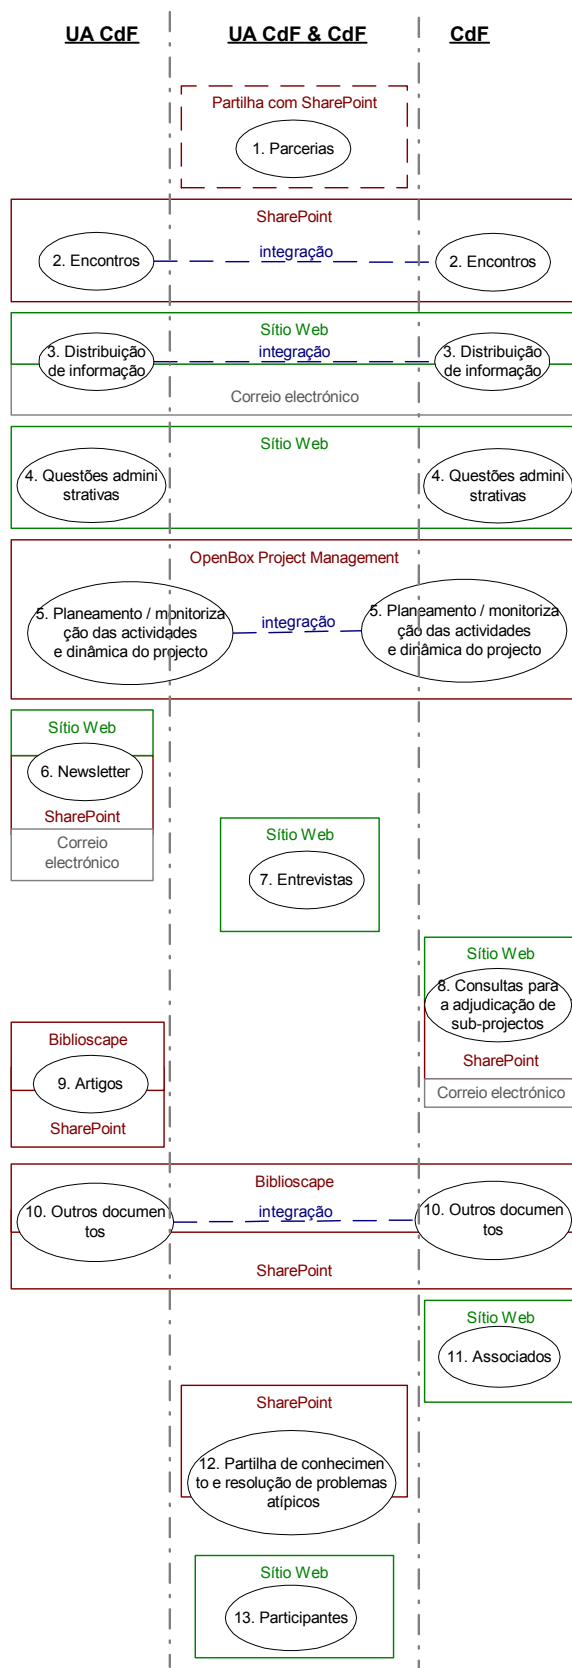 UA CdF
UA CdF & CdF
CdF
Partilha com SharePoint
1. Parcerias
SharePoint
2. Encontros
integração
2. Encontros
Sítio Web
3. Distribuição
de informação
integração
3. Distribuição
de informação
Correio electrónico
Sítio Web
4. Questões admini
strativas
4. Questões admini
strativas
OpenBox Project Management
5. Planeamento / monitoriza
ção das actividades
e dinâmica do projecto
integração
5. Planeamento / monitoriza
ção das actividades
e dinâmica do projecto
Sítio Web
6. Newsletter
SharePoint
Correio
electrónico
Sítio Web
7. Entrevistas
Sítio Web
8. Consultas para
a adjudicação de
sub-projectos
SharePoint
Correio electrónico
Biblioscape
9. Artigos
SharePoint
Biblioscape
10. Outros documen
tos
integração
10. Outros documen
tos
SharePoint
Sítio Web
11. Associados
SharePoint
12. Partilha de conhecimen
to e resolução de problemas
atípicos
Sítio Web
13. Participantes